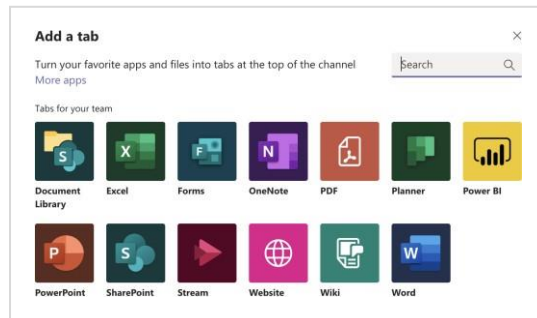 Add a tab
Turn your favorite apps and files into tabs at the top of the channel
Search
More apps
Tabs for your team
S X F N
Document Library Excel Forms OneNote PDF Planner Power BI
P S W
PowerPoint SharePoint Stream Website Wiki Word